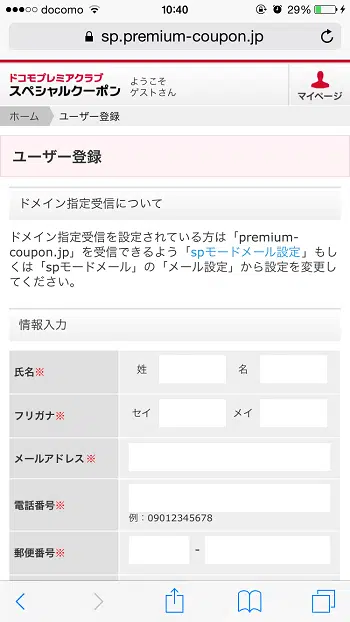 docomo 10:40 29%
sp.premium-coupon.jp
ドコモプレミアクラブ
スペシャルクーポン
ようこそ
ゲストさん
マイページ
ホーム ユーザー登録
ユーザー登録
ドメイン指定受信について
ドメイン指定受信を設定されている方は「premium-
coupon.jp」を受信できるよう「spモードメール設定」もし
くは「spモードメール」の「メール設定」から設定を変更し
てください。
情報入力
氏名※ 姓 名
フリガナ※ セイ メイ
メールアドレス※
電話番号※
例：09012345678
郵便番号※ -